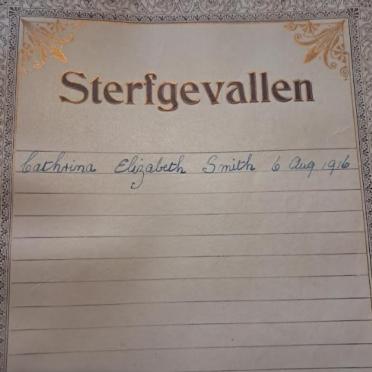 Sterfgevallen
Cathrina Elizabeth Smith 6 Aug 1916